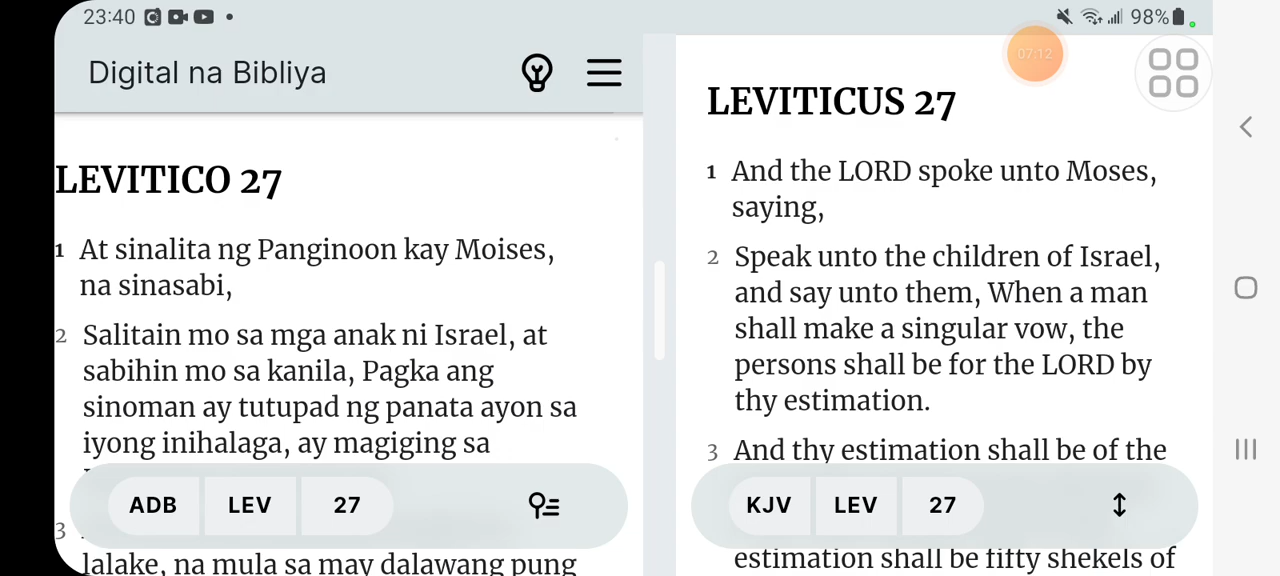 23:40
98%
07:12
Digital na Bibliya
LEVITICO 27
1 At sinalita ng Panginoon kay Moises,
na sinasabi,
2 Salitain mo sa mga anak ni Israel, at
sabihin mo sa kanila, Pagka ang
sinoman ay tutupad ng panata ayon sa
iyong inihalaga, ay magiging sa
3
lalake, na mula sa may dalawang pung
ADB LEV 27
LEVITICUS 27
1 And the LORD spoke unto Moses,
saying,
2 Speak unto the children of Israel,
and say unto them, When a man
shall make a singular vow, the
persons shall be for the LORD by
thy estimation.
3 And thy estimation shall be of the
estimation shall be fifty shekels of
KJV LEV 27